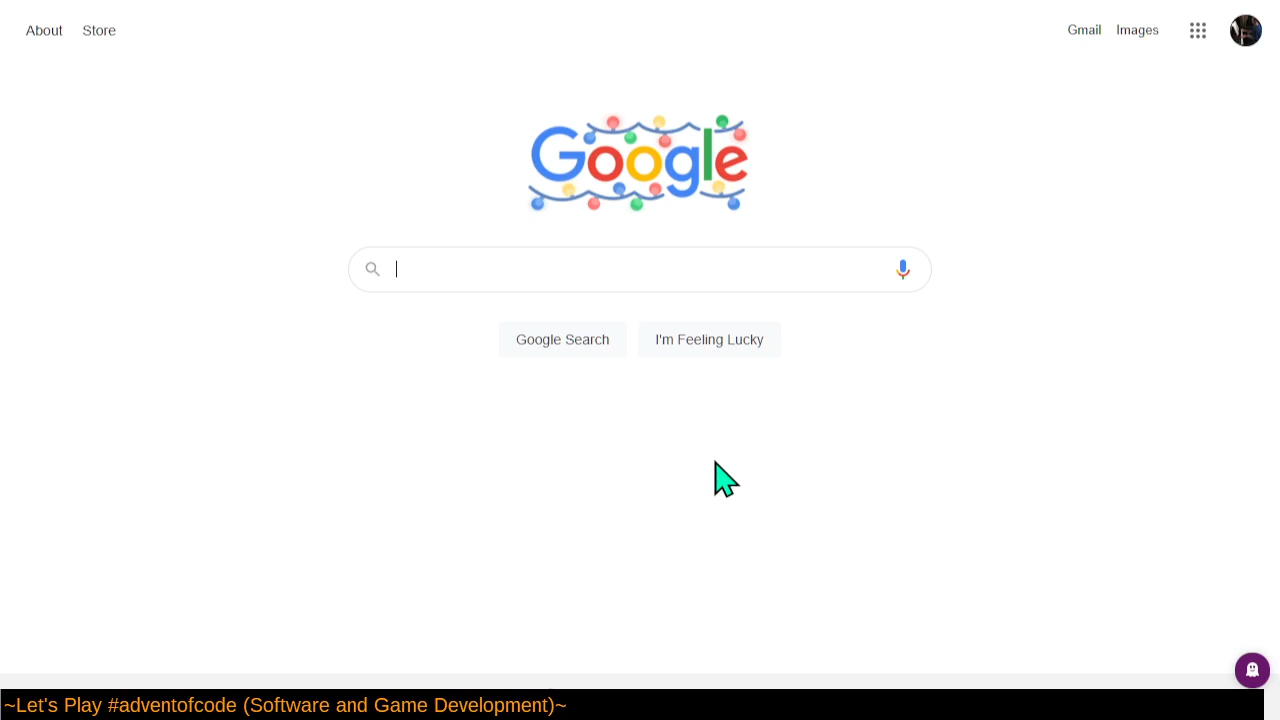 About Store
Gmail Images
Google
Google Search I'm Feeling Lucky
~Let's Play #adventofcode (Software and Game Development)~